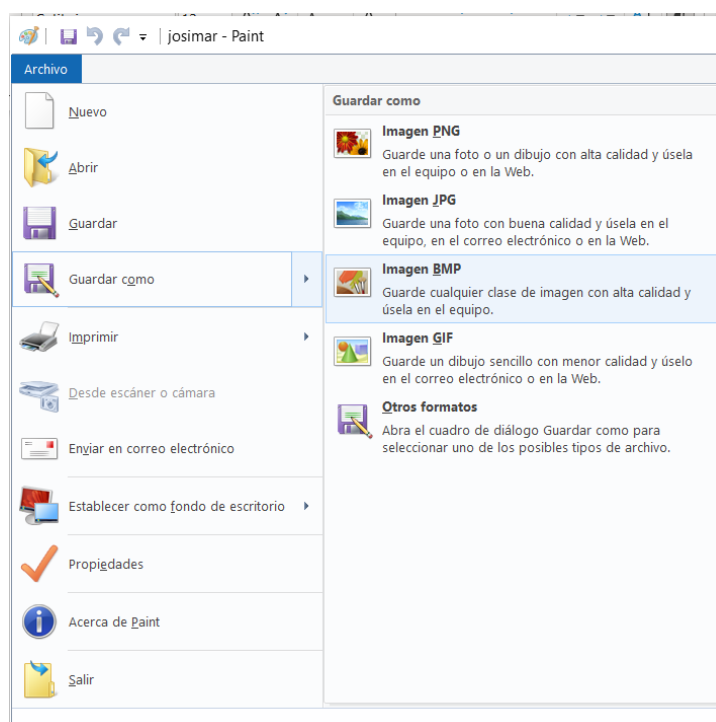 josimar - Paint
Archivo
Nuevo
Abrir
Guardar
Guardar como
Imprimir
Desde escáner o cámara
Enviar en correo electrónico
Establecer como fondo de escritorio
Propiedades
Acerca de Paint
Salir
Guardar como
Imagen PNG
Guarde una foto o un dibujo con alta calidad y úsela
en el equipo o en la Web.
Imagen JPG
Guarde una foto con buena calidad y úsela en el
equipo, en el correo electrónico o en la Web.
Imagen BMP
Guarde cualquier clase de imagen con alta calidad y
úsela en el equipo.
Imagen GIF
Guarde un dibujo sencillo con menor calidad y úselo
en el correo electrónico o en la Web.
Otros formatos
Abra el cuadro de diálogo Guardar como para
seleccionar uno de los posibles tipos de archivo.